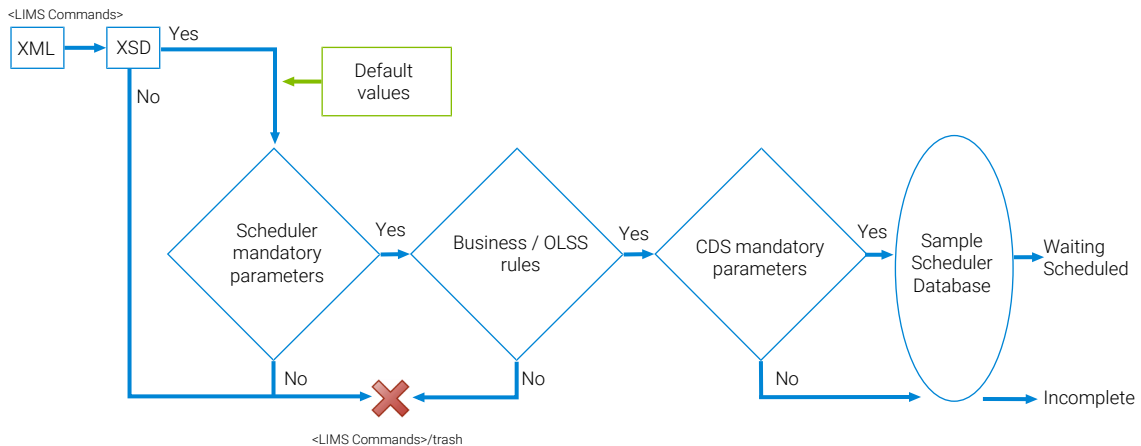 <LIMS Commands>
XML
XSD
Yes
No
Default
values
Scheduler
mandatory
parameters
Yes
No
Business / OLSS
rules
Yes
No
CDS mandatory
parameters
Yes
No
Sample
Scheduler
Database
Waiting
Scheduled
Incomplete
<LIMS Commands>/trash